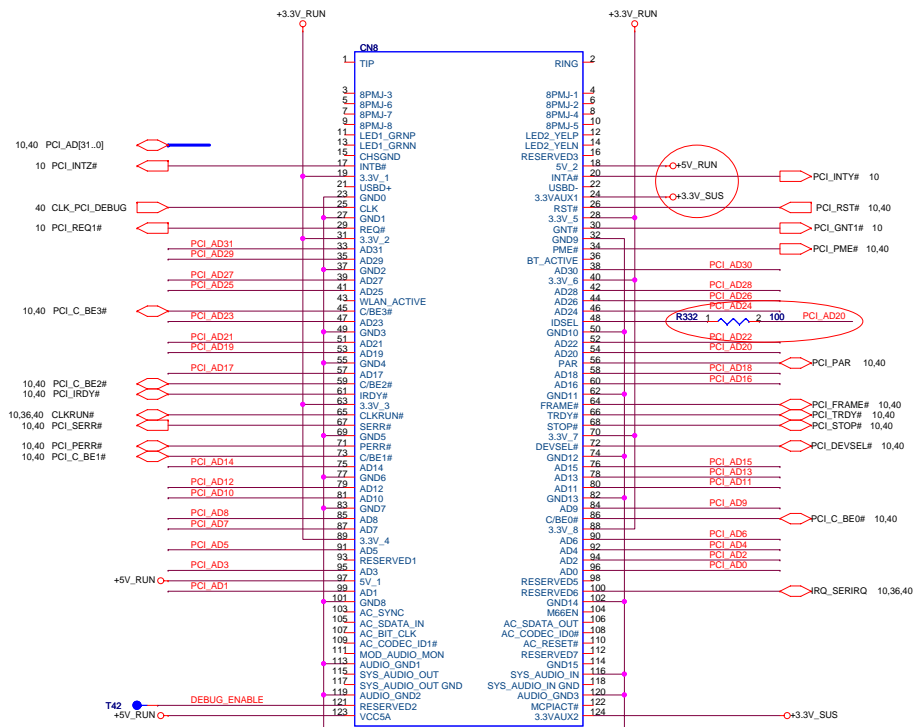 +3.3V_RUN +3.3V_RUN
CN8
1 TIP RING 2
3 8PMJ-3 8PMJ-1 4
5 8PMJ-6 8PMJ-2 6
7 8PMJ-7 8PMJ-4 8
9 8PMJ-8 8PMJ-5 10
11 LED1_GRNP LED2_YELP 12
10,40 PCI_AD[31..0] 13 LED1_GRNN LED2_YELN 14
15 CHSGND RESERVED3 16
10 PCI_INTZ# 17 INTB# 5V_2 18 +5V_RUN
19 3.3V_1 INTA# 20 PCI_INTY# 10
21 USBD+ USBD- 22
23 GND0 3.3VAUX1 24 +3.3V_SUS
40 CLK_PCI_DEBUG 25 CLK RST# 26 PCI_RST# 10,40
27 GND1 3.3V_5 28
10 PCI_REQ1# 29 REQ# GNT# 30 PCI_GNT1# 10
31 3.3V_2 GND9 32
PCI_AD31 33 AD31 PME# 34 PCI_PME# 10,40
PCI_AD29 35 AD29 BT_ACTIVE 36
37 GND2 AD30 38 PCI_AD30
PCI_AD27 39 AD27 3.3V_6 40
PCI_AD25 41 AD25 AD28 42 PCI_AD28
43 WLAN_ACTIVE AD26 44 PCI_AD26
10,40 PCI_C_BE3# 45 C/BE3# AD24 46 PCI_AD24
PCI_AD23 47 AD23 IDSEL 48 R332 1 2 100 PCI_AD20
49 GND3 GND10 50
PCI_AD21 51 AD21 AD22 52 PCI_AD22
PCI_AD19 53 AD19 AD20 54 PCI_AD20
55 GND4 PAR 56 PCI_PAR 10,40
PCI_AD17 57 AD17 AD18 58 PCI_AD18
10,40 PCI_C_BE2# 59 C/BE2# AD16 60 PCI_AD16
10,40 PCI_IRDY# 61 IRDY# GND11 62
63 3.3V_3 FRAME# 64 PCI_FRAME# 10,40
10,36,40 CLKRUN# 65 CLKRUN# TRDY# 66 PCI_TRDY# 10,40
10,40 PCI_SERR# 67 SERR# STOP# 68 PCI_STOP# 10,40
69 GND5 3.3V_7 70
10,40 PCI_PERR# 71 PERR# DEVSEL# 72 PCI_DEVSEL# 10,40
10,40 PCI_C_BE1# 73 C/BE1# GND12 74
PCI_AD14 75 AD14 AD15 76 PCI_AD15
77 GND6 AD13 78 PCI_AD13
PCI_AD12 79 AD12 AD11 80 PCI_AD11
PCI_AD10 81 AD10 GND13 82
83 GND7 AD9 84 PCI_AD9
PCI_AD8 85 AD8 C/BE0# 86 PCI_C_BE0# 10,40
PCI_AD7 87 AD7 3.3V_8 88
89 3.3V_4 AD6 90 PCI_AD6
PCI_AD5 91 AD5 AD4 92 PCI_AD4
93 RESERVED1 AD2 94 PCI_AD2
PCI_AD3 95 AD3 AD0 96 PCI_AD0
+5V_RUN 97 5V_1 RESERVED5 98
PCI_AD1 99 AD1 RESERVED6 100 IRQ_SERIRQ 10,36,40
101 GND8 GND14 102
103 AC_SYNC M66EN 104
105 AC_SDATA_IN AC_SDATA_OUT 106
107 AC_BIT_CLK AC_CODEC_ID0# 108
109 AC_CODEC_ID1# AC_RESET# 110
111 MOD_AUDIO_MON RESERVED7 112
113 AUDIO_GND1 GND15 114
115 SYS_AUDIO_OUT SYS_AUDIO_IN 116
117 SYS_AUDIO_OUT GND SYS_AUDIO_IN GND 118
119 AUDIO_GND2 AUDIO_GND3 120
T42 DEBUG_ENABLE 121 RESERVED2 MCPIACT# 122
+5V_RUN 123 VCC5A 3.3VAUX2 124 +3.3V_SUS